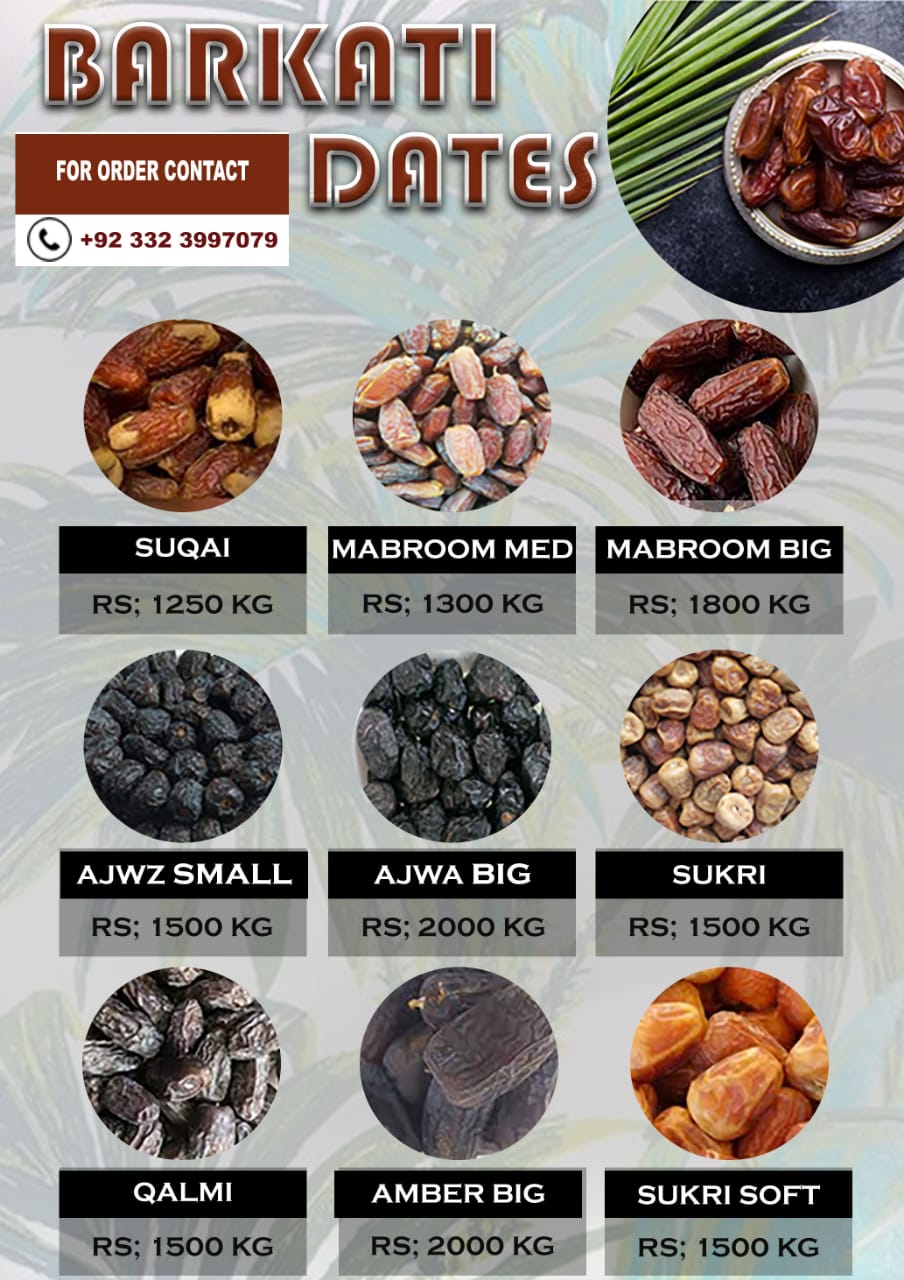 BARKATI
DATES
FOR ORDER CONTACT
+92 332 3997079
SUQAI
RS; 1250 KG
MABROOM MED
RS; 1300 KG
MABROOM BIG
RS; 1800 KG
AJWZ SMALL
RS; 1500 KG
AJWA BIG
RS; 2000 KG
SUKRI
RS; 1500 KG
QALMI
RS; 1500 KG
AMBER BIG
RS; 2000 KG
SUKRI SOFT
RS; 1500 KG